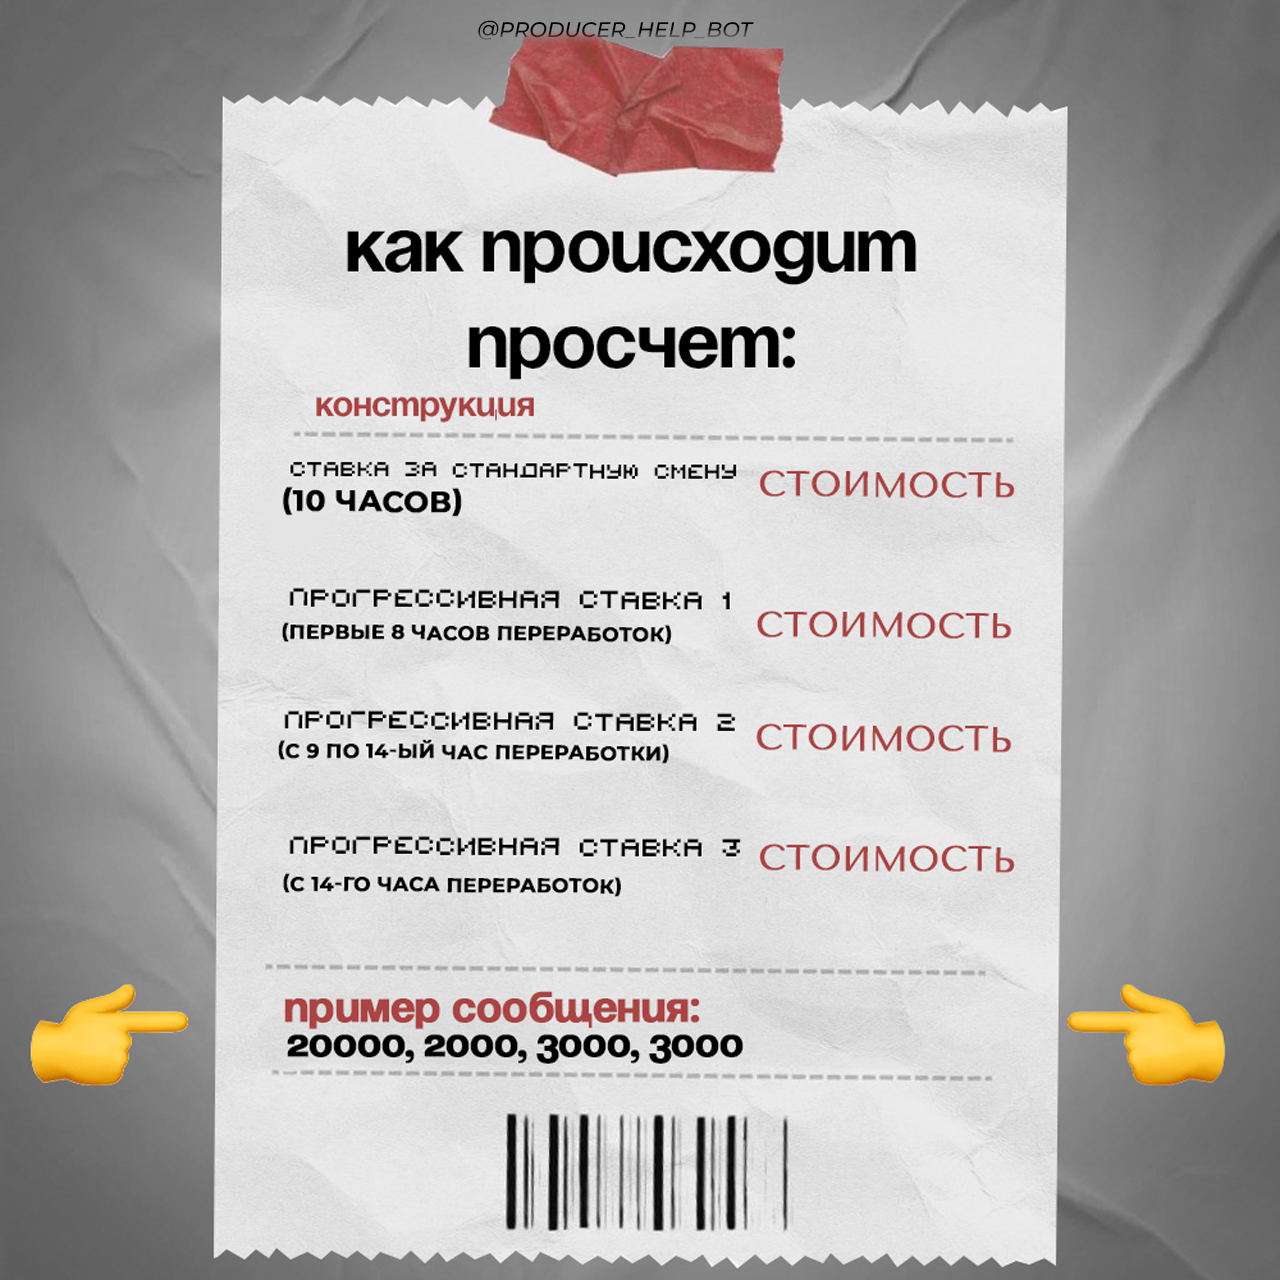 @PRODUCER_HELP_BOT
как происходит
просчет:
конструкция
СТАВКА ЗА СТАНДАРТНУЮ СМЕНУ
(10 ЧАСОВ)
СТОИМОСТЬ
ПРОГРЕССИВНАЯ СТАВКА 1
(ПЕРВЫЕ 8 ЧАСОВ ПЕРЕРАБОТОК)
СТОИМОСТЬ
ПРОГРЕССИВНАЯ СТАВКА 2
(С 9 ПО 14-ЫЙ ЧАС ПЕРЕРАБОТКИ)
СТОИМОСТЬ
ПРОГРЕССИВНАЯ СТАВКА 3
(С 14-ГО ЧАСА ПЕРЕРАБОТОК)
СТОИМОСТЬ
пример сообщения:
20000, 2000, 3000, 3000